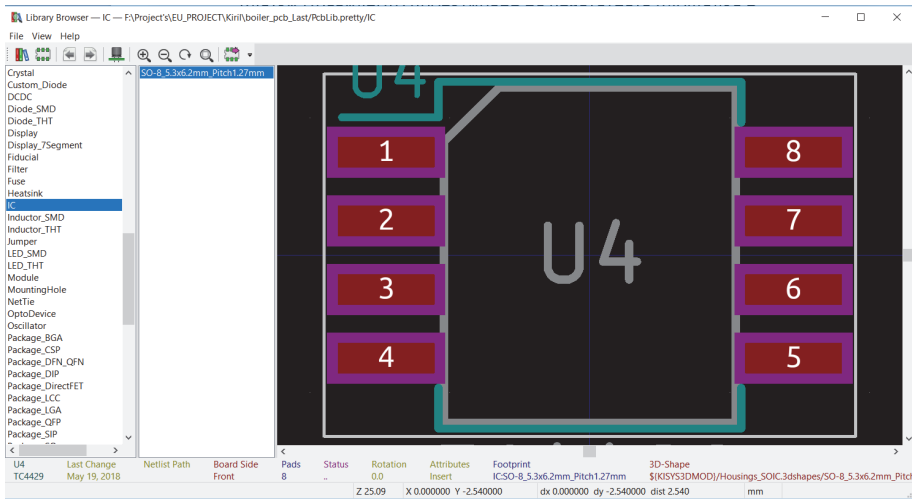 Library Browser — IC — F:\Project's\EU_PROJECT\Kiril\boiler_pcb_Last/PcbLib.pretty/IC
File View Help
Crystal
Custom_Diode
DCDC
Diode_SMD
Diode_THT
Display
Display_7Segment
Fiducial
Filter
Fuse
Heatsink
IC
Inductor_SMD
Inductor_THT
Jumper
LED_SMD
LED_THT
Module
MountingHole
NetTie
OptoDevice
Oscillator
Package_BGA
Package_CSP
Package_DFN_QFN
Package_DIP
Package_DirectFET
Package_LCC
Package_LGA
Package_QFP
Package_SIP
SO-8_5.3x6.2mm_Pitch1.27mm
U4
1 8
2 7
U4
3 6
4 5
U4 Last Change Netlist Path Board Side Pads Status Rotation Attributes Footprint 3D-Shape
TC4429 May 19, 2018 Front 8 .. 0.0 Insert IC:SO-8_5.3x6.2mm_Pitch1.27mm ${KISYS3DMOD}/Housings_SOIC.3dshapes/SO-8_5.3x6.2mm_Pitch
Z 25.09 X 0.000000 Y -2.540000 dx 0.000000 dy -2.540000 dist 2.540 mm